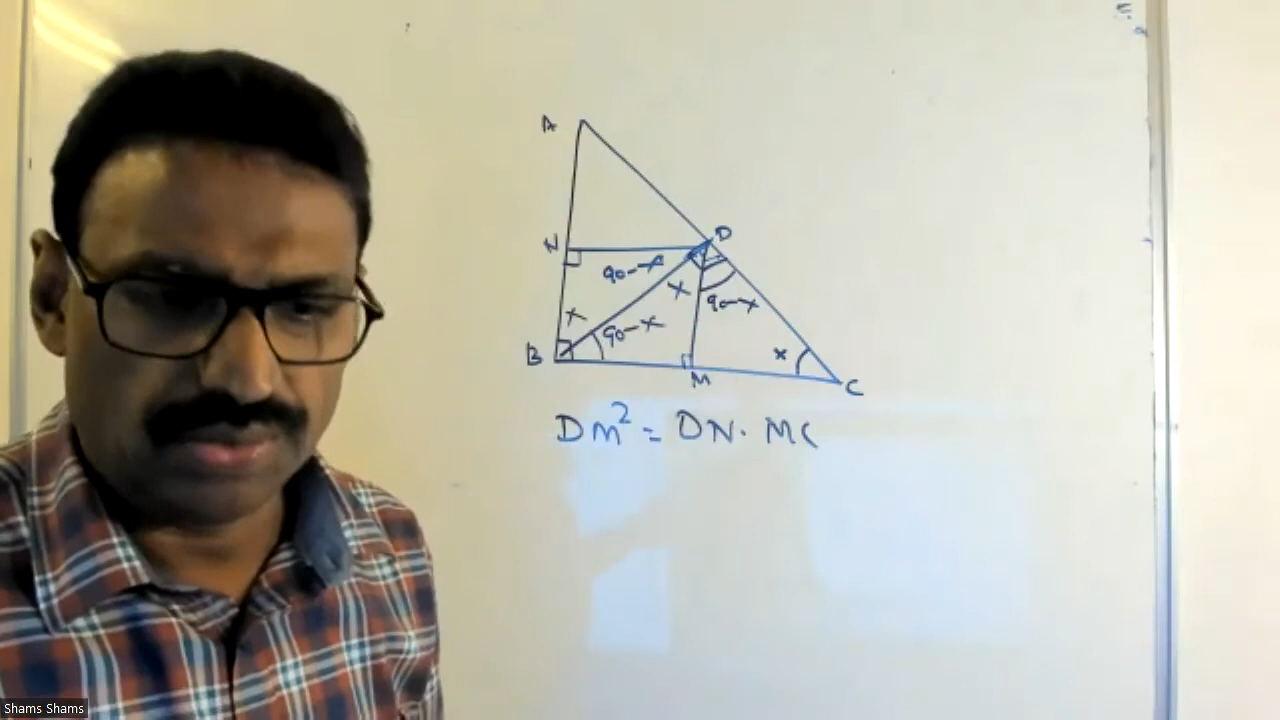 A
N
D
90-x
x
90-x
x
90-x
x
B
M
C
DM² = DN. MC
Shams Shams